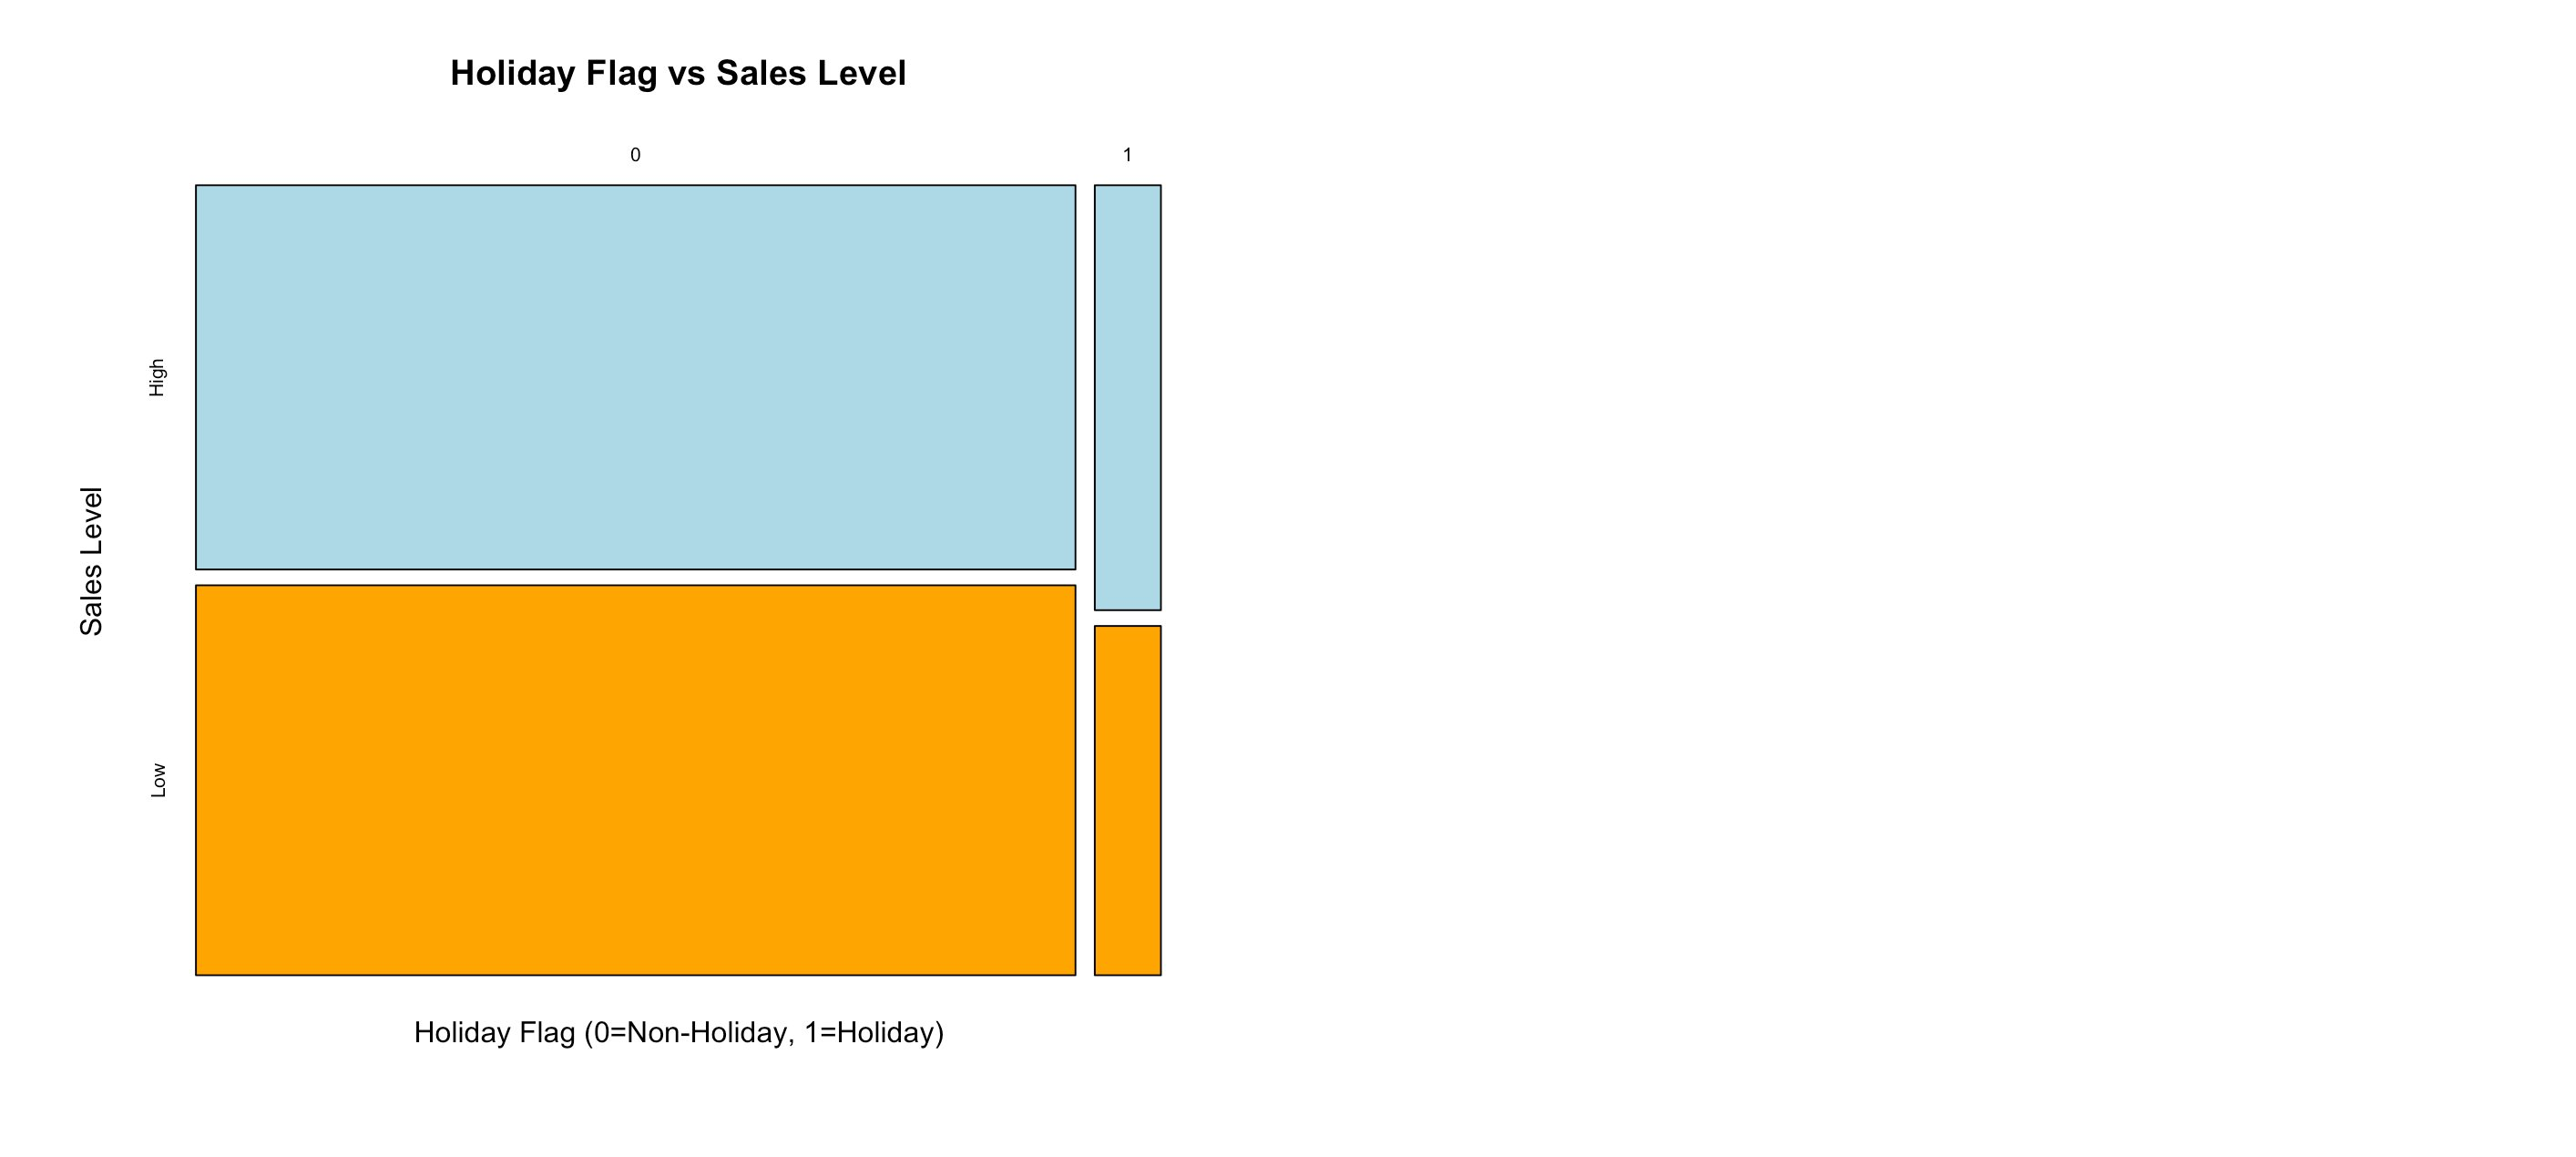 Holiday Flag vs Sales Level
0 1
High
Low
Sales Level
Holiday Flag (0=Non-Holiday, 1=Holiday)